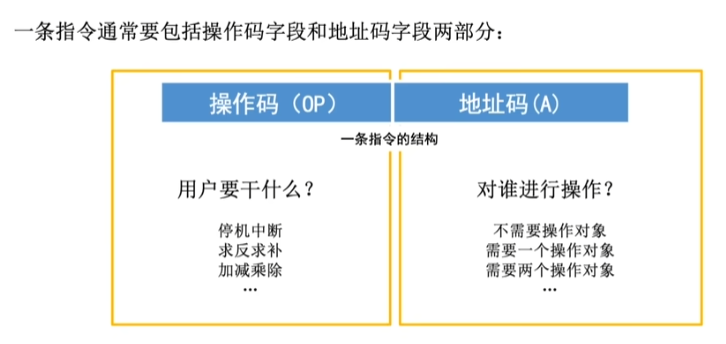 一条指令通常要包括操作码字段和地址码字段两部分：
操作码（OP）
地址码(A)
一条指令的结构
用户要干什么？
停机中断
求反求补
加减乘除
…
对谁进行操作？
不需要操作对象
需要一个操作对象
需要两个操作对象
…